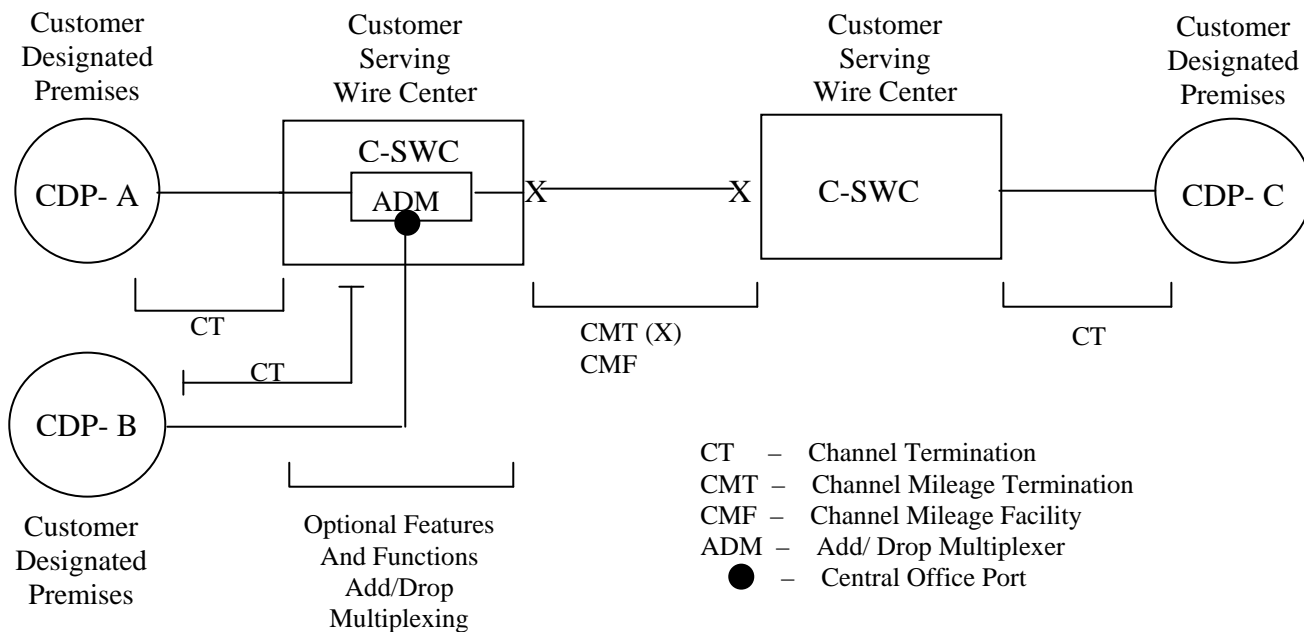 Customer
Designated
Premises
Customer
Serving
Wire Center
Customer
Serving
Wire Center
Customer
Designated
Premises
CDP- A
C-SWC
ADM
X
X
C-SWC
CDP- C
CT
CT
CMT (X)
CMF
CT
CDP- B
Customer
Designated
Premises
Optional Features
And Functions
Add/Drop
Multiplexing
CT – Channel Termination
CMT – Channel Mileage Termination
CMF – Channel Mileage Facility
ADM – Add/ Drop Multiplexer
– Central Office Port